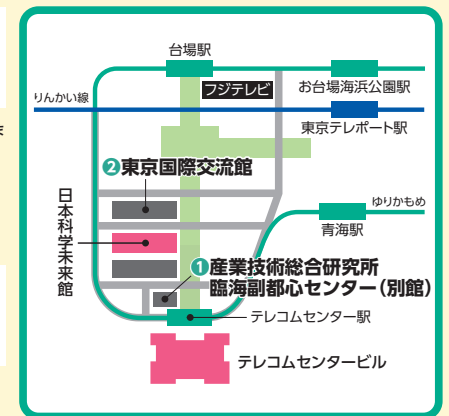 台場駅
フジテレビ
お台場海浜公園駅
りんかい線
東京テレポート駅
ま
②東京国際交流館
日本科学未来館
ゆりかもめ
青海駅
①産業技術総合研究所
臨海副都心センター（別館）
テレコムセンター駅
テレコムセンタービル